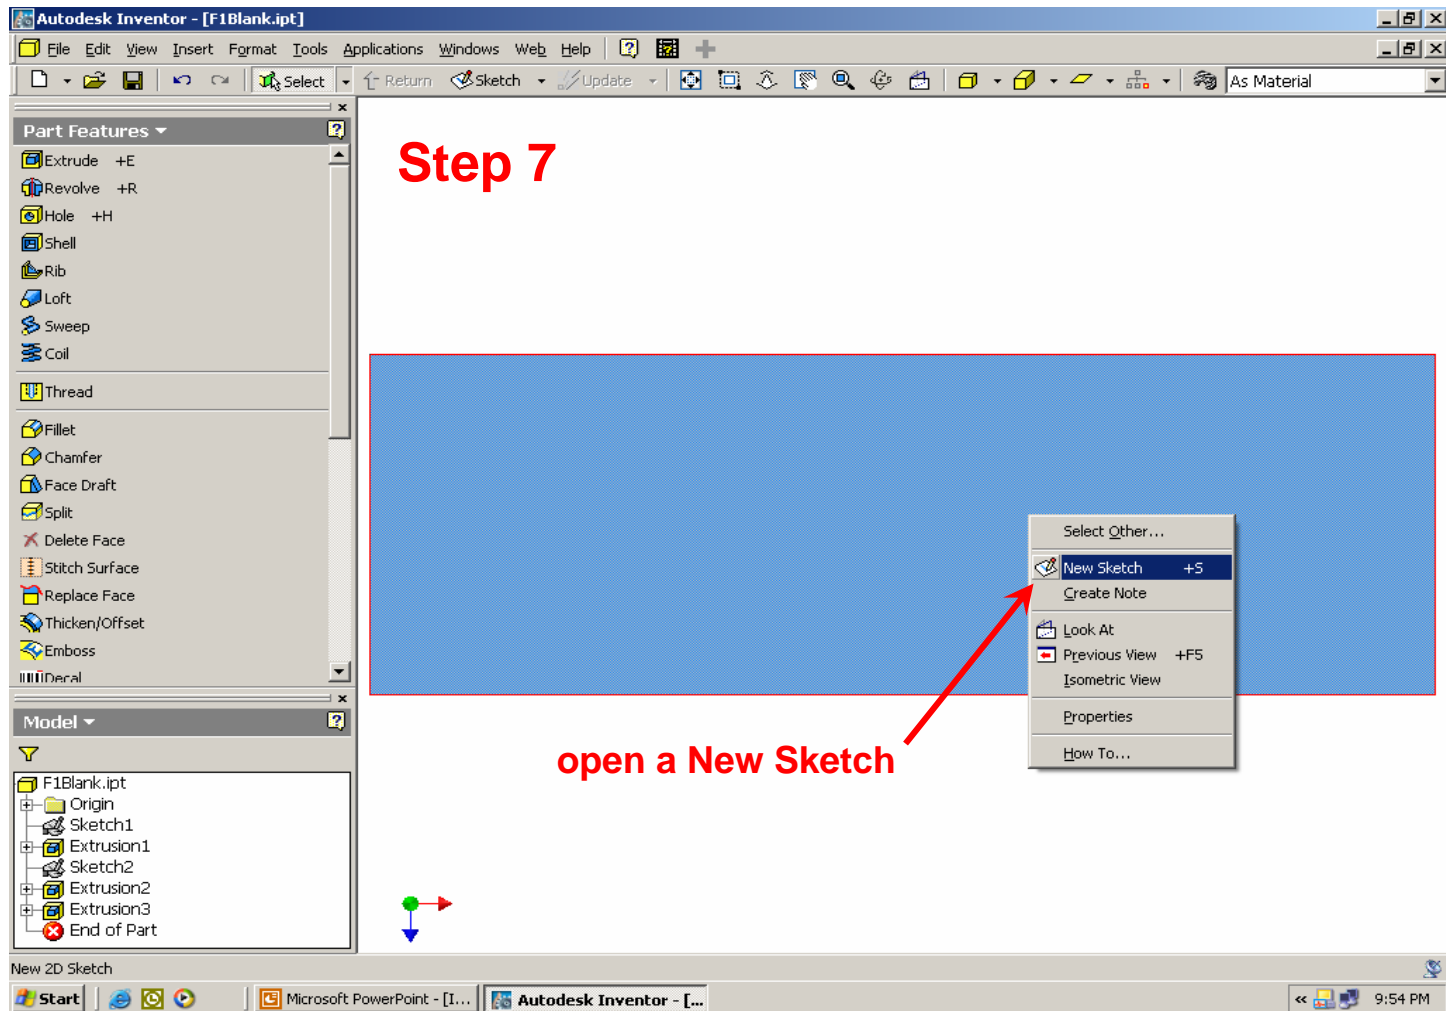 Autodesk Inventor - [F1Blank.ipt]
File Edit View Insert Format Tools Applications Windows Web Help
Select Return Sketch Update As Material
Part Features
Extrude +E
Revolve +R
Hole +H
Shell
Rib
Loft
Sweep
Coil
Thread
Fillet
Chamfer
Face Draft
Split
Delete Face
Stitch Surface
Replace Face
Thicken/Offset
Emboss
Decal
Step 7
Select Other...
New Sketch +S
Create Note
Look At
Previous View +F5
Isometric View
Properties
How To...
open a New Sketch
Model
F1Blank.ipt
Origin
Sketch1
Extrusion1
Sketch2
Extrusion2
Extrusion3
End of Part
New 2D Sketch
Start Microsoft PowerPoint - [I... Autodesk Inventor - [... « 9:54 PM